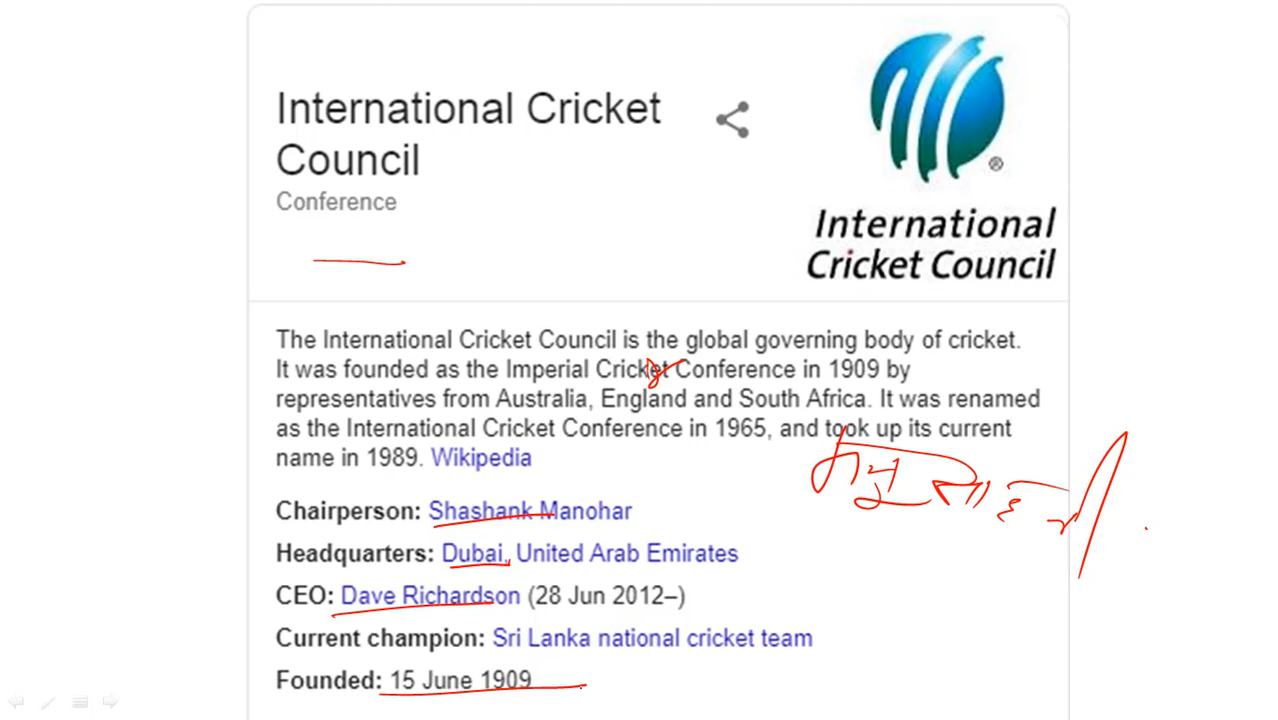 International Cricket
Council
Conference
International
Cricket Council
The International Cricket Council is the global governing body of cricket.
It was founded as the Imperial Cricket Conference in 1909 by
representatives from Australia, England and South Africa. It was renamed
as the International Cricket Conference in 1965, and took up its current
name in 1989. Wikipedia
Chairperson: Shashank Manohar
Headquarters: Dubai, United Arab Emirates
CEO: Dave Richardson (28 Jun 2012–)
Current champion: Sri Lanka national cricket team
Founded: 15 June 1909